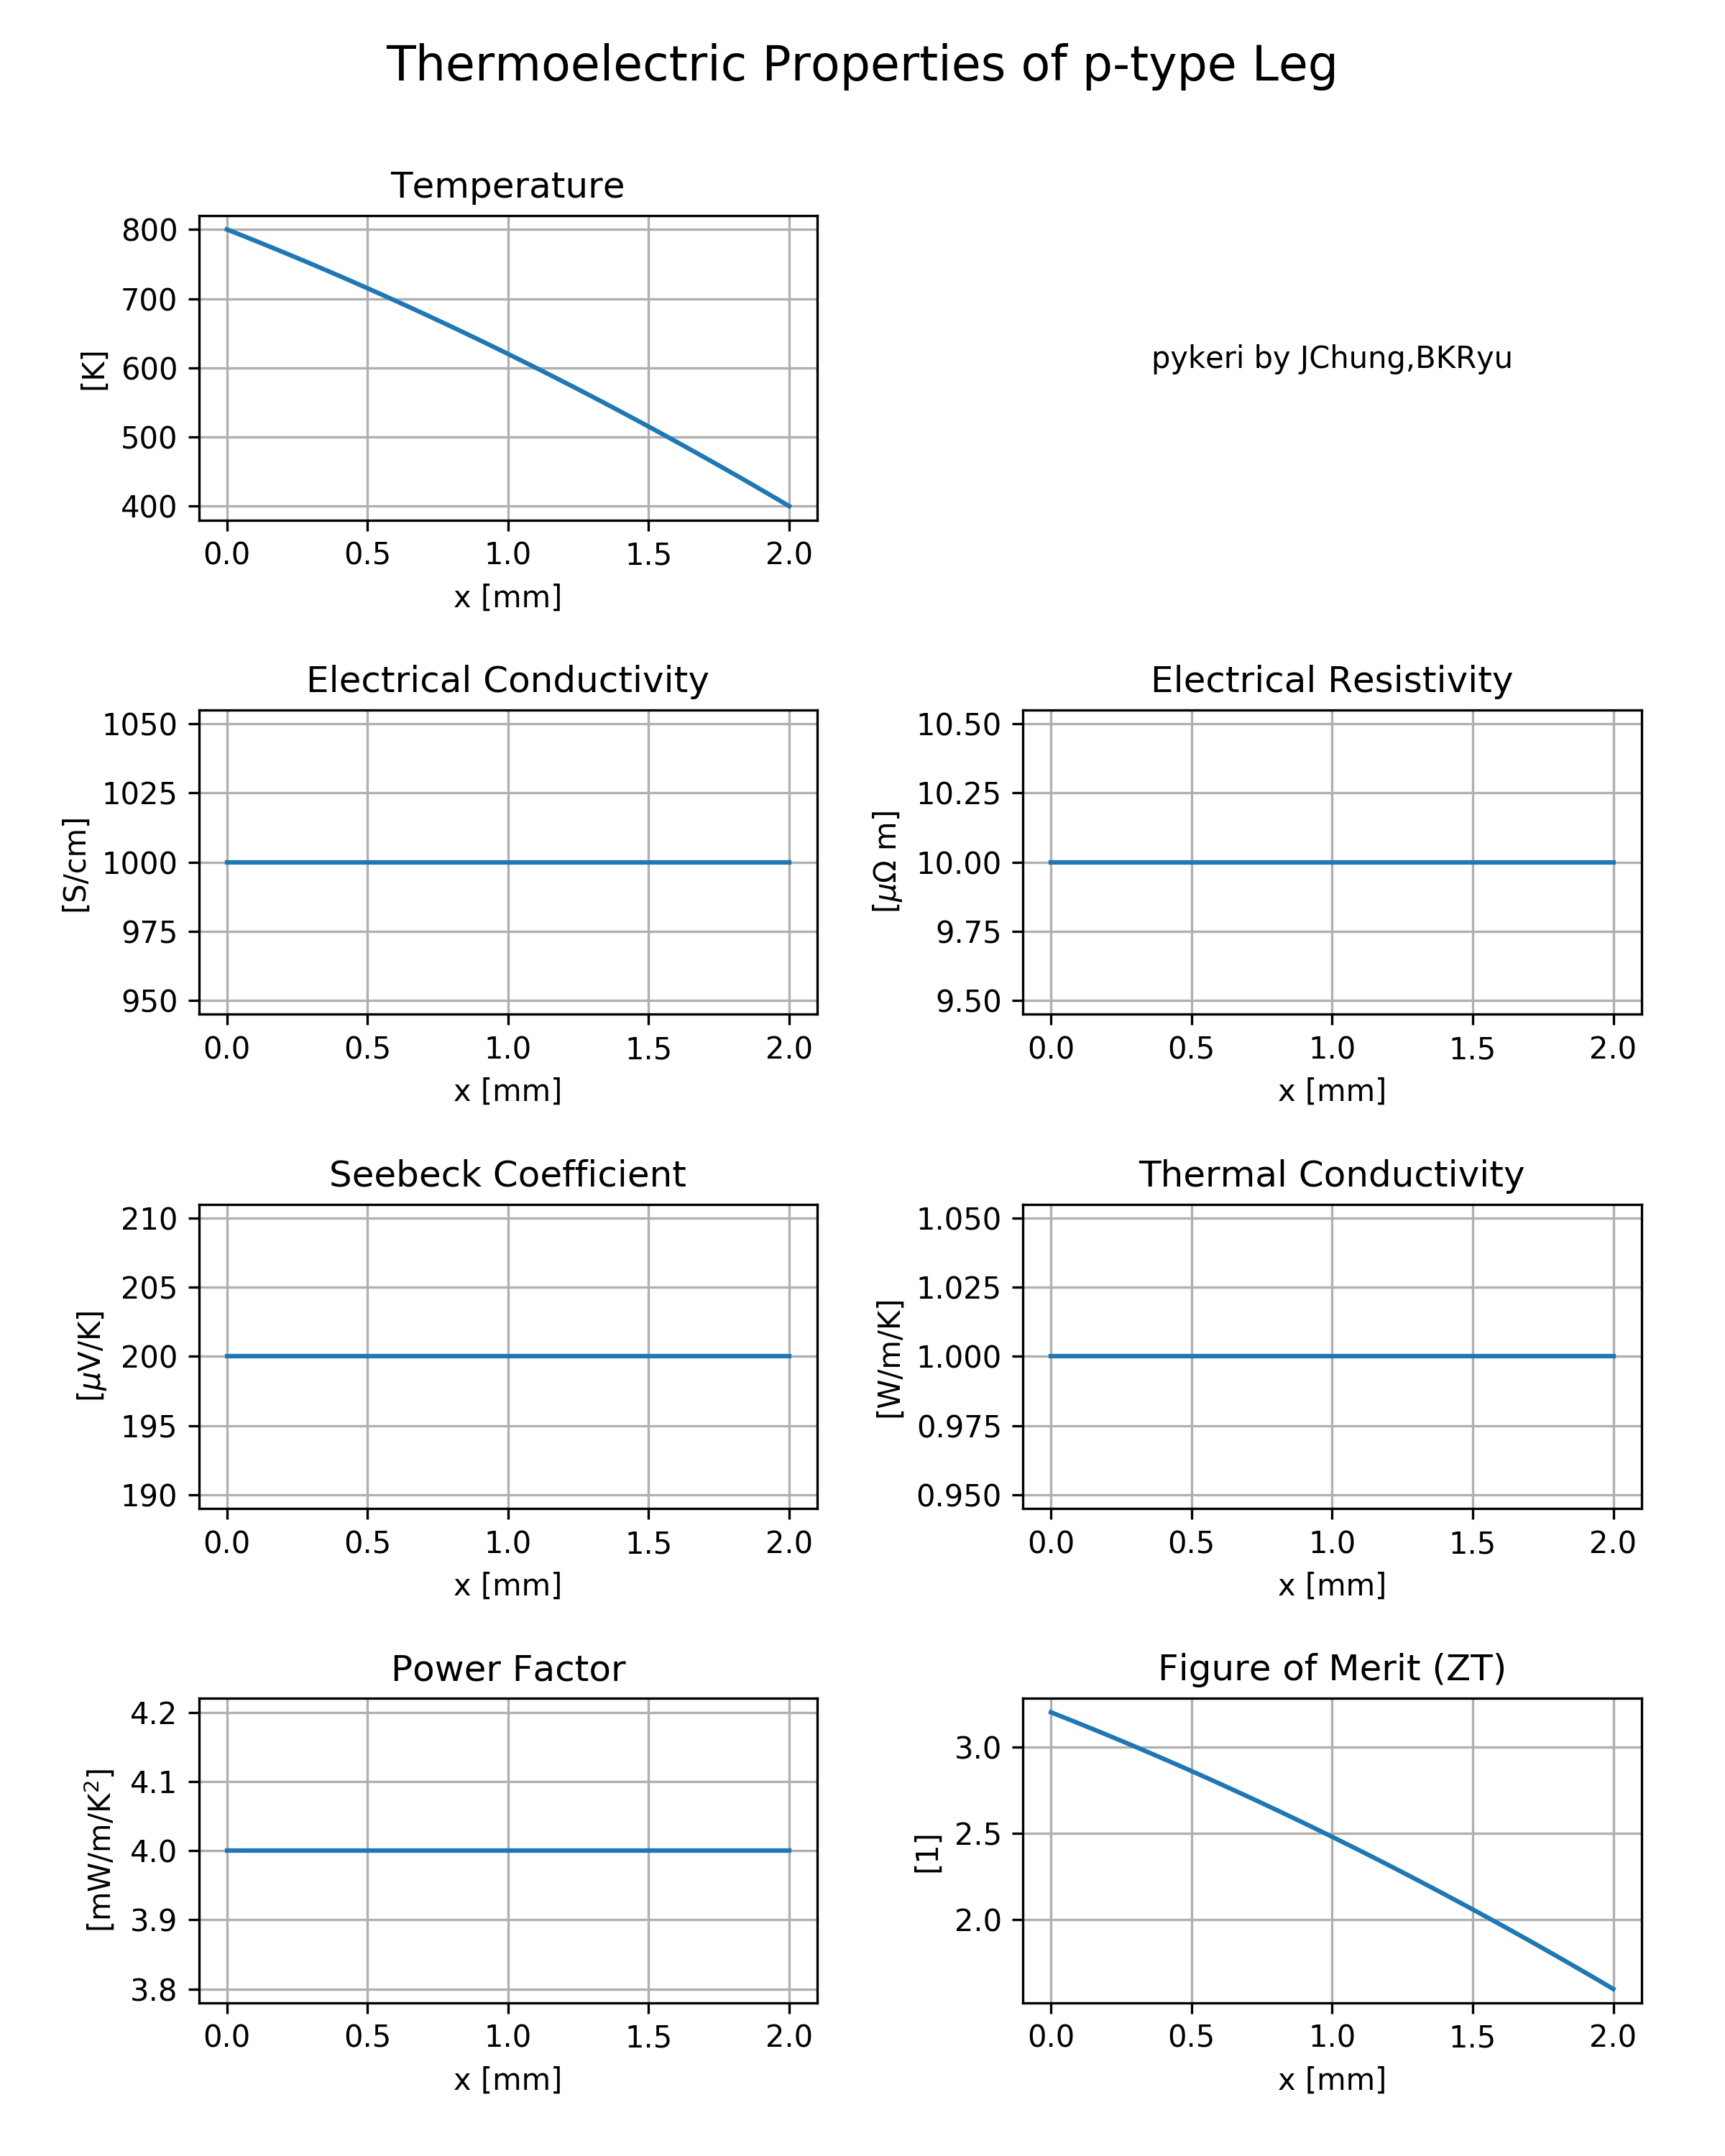 Thermoelectric Properties of p-type Leg
Temperature
[K]
800
700
600
500
400
0.0 0.5 1.0 1.5 2.0
x [mm]
pykeri by JChung,BKRyu
Electrical Conductivity
[S/cm]
1050
1025
1000
975
950
0.0 0.5 1.0 1.5 2.0
x [mm]
Electrical Resistivity
[μΩ m]
10.50
10.25
10.00
9.75
9.50
0.0 0.5 1.0 1.5 2.0
x [mm]
Seebeck Coefficient
[μV/K]
210
205
200
195
190
0.0 0.5 1.0 1.5 2.0
x [mm]
Thermal Conductivity
[W/m/K]
1.050
1.025
1.000
0.975
0.950
0.0 0.5 1.0 1.5 2.0
x [mm]
Power Factor
[mW/m/K²]
4.2
4.1
4.0
3.9
3.8
0.0 0.5 1.0 1.5 2.0
x [mm]
Figure of Merit (ZT)
[1]
3.0
2.5
2.0
0.0 0.5 1.0 1.5 2.0
x [mm]